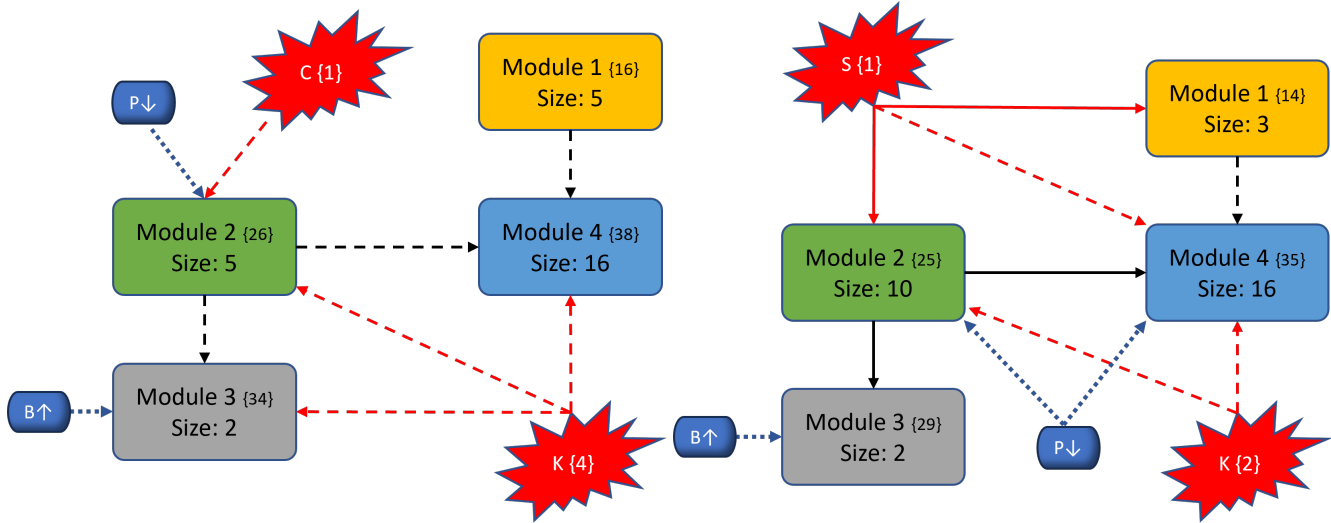 C {1}
P↓
Module 1 {16}
Size: 5
Module 2 {26}
Size: 5
Module 4 {38}
Size: 16
Module 3 {34}
Size: 2
B↑
K {4}
S {1}
Module 1 {14}
Size: 3
Module 2 {25}
Size: 10
Module 4 {35}
Size: 16
Module 3 {29}
Size: 2
B↑
P↓
K {2}